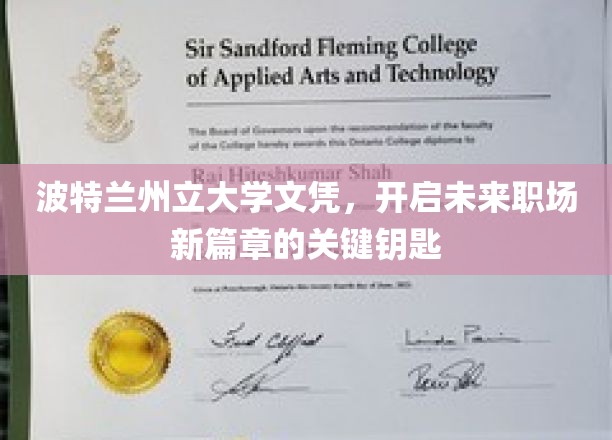 Sir Sandford Fleming College
of Applied Arts and Technology
The Board of Governors upon the recommendation of the faculty
of the College hereby awards this Ontario College diploma to
Raj Hiteshkumar Shah
波特兰州立大学文凭，开启未来职场
新篇章的关键钥匙